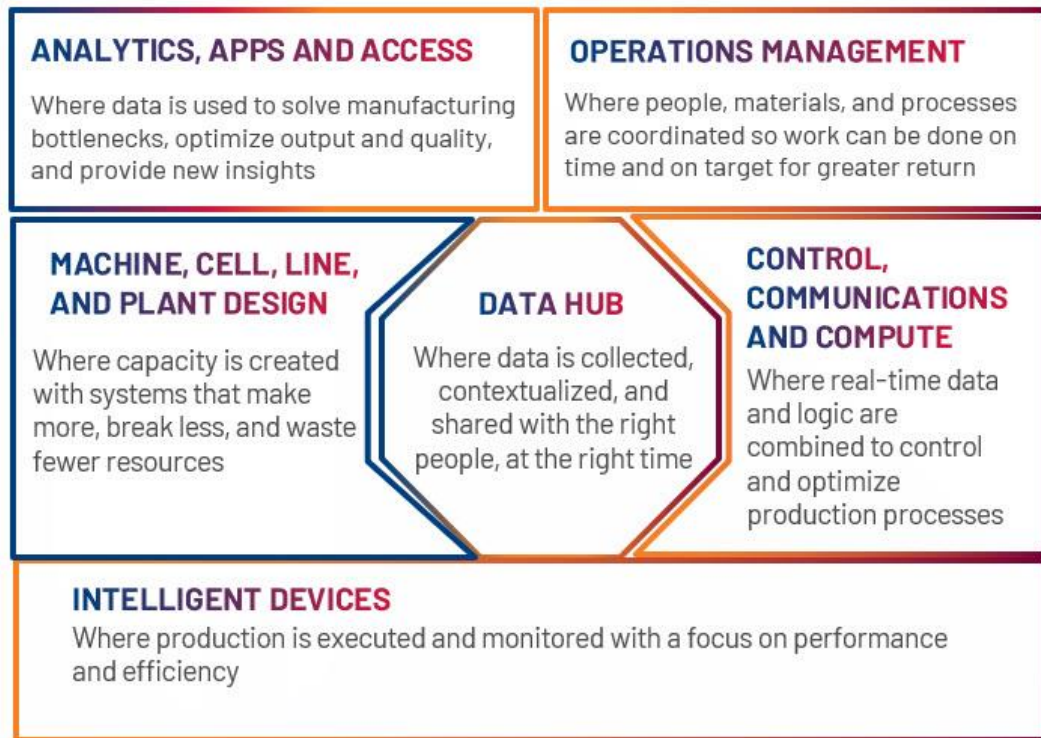 ANALYTICS, APPS AND ACCESS
Where data is used to solve manufacturing
bottlenecks, optimize output and quality,
and provide new insights
OPERATIONS MANAGEMENT
Where people, materials, and processes
are coordinated so work can be done on
time and on target for greater return
MACHINE, CELL, LINE,
AND PLANT DESIGN
Where capacity is created
with systems that make
more, break less, and waste
fewer resources
DATA HUB
Where data is collected,
contextualized, and
shared with the right
people, at the right time
CONTROL,
COMMUNICATIONS
AND COMPUTE
Where real-time data
and logic are
combined to control
and optimize
production processes
INTELLIGENT DEVICES
Where production is executed and monitored with a focus on performance
and efficiency